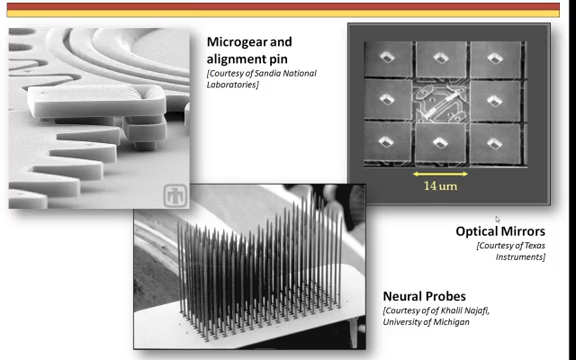 Microgear and
alignment pin
[Courtesy of Sandia National
Laboratories]
14 um
Optical Mirrors
[Courtesy of Texas
Instruments]
Neural Probes
[Courtesy of of Khalil Najafi,
University of Michigan